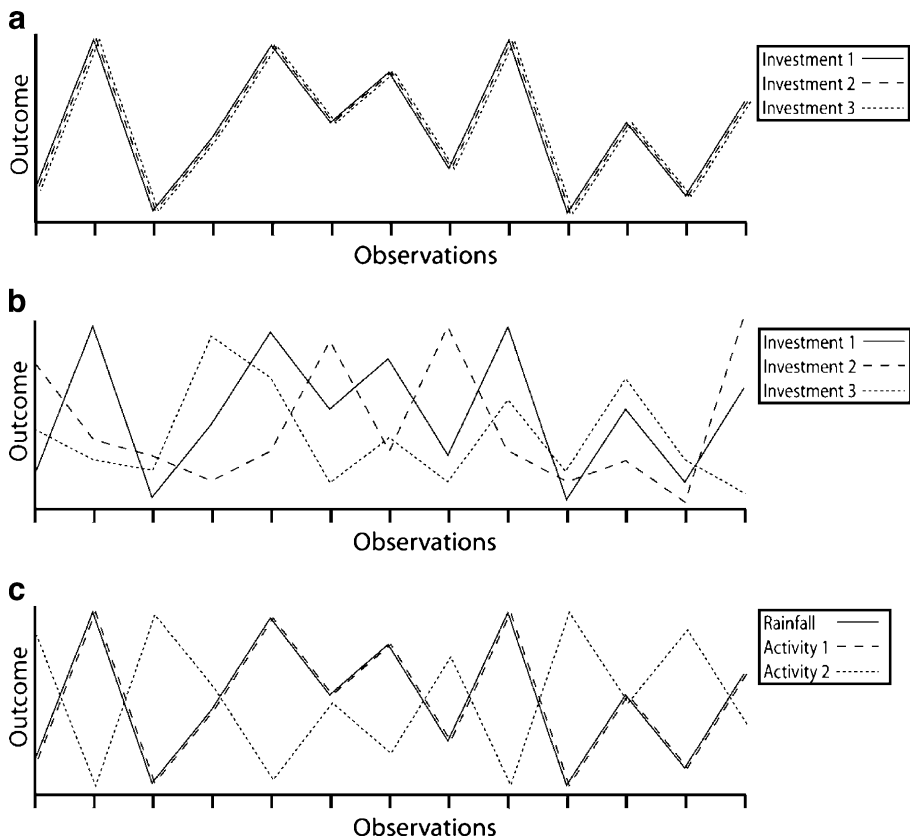 a
Outcome
Investment 1
Investment 2
Investment 3
Observations
b
Outcome
Investment 1
Investment 2
Investment 3
Observations
c
Outcome
Rainfall
Activity 1
Activity 2
Observations